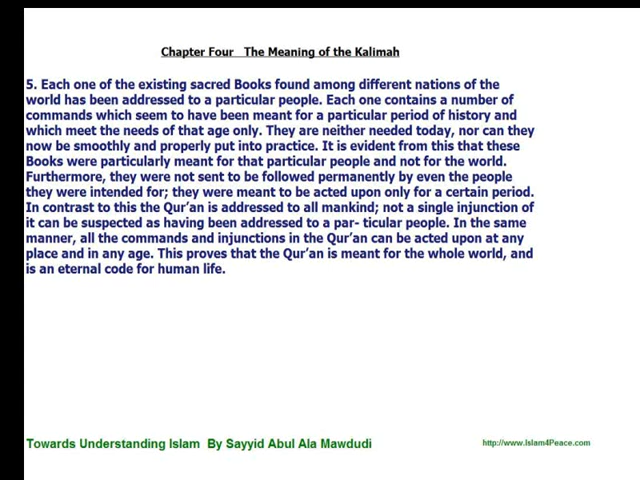 Chapter Four   The Meaning of the Kalimah
5. Each one of the existing sacred Books found among different nations of the
world has been addressed to a particular people. Each one contains a number of
commands which seem to have been meant for a particular period of history and
which meet the needs of that age only. They are neither needed today, nor can they
now be smoothly and properly put into practice. It is evident from this that these
Books were particularly meant for that particular people and not for the world.
Furthermore, they were not sent to be followed permanently by even the people
they were intended for; they were meant to be acted upon only for a certain period.
In contrast to this the Qur’an is addressed to all mankind; not a single injunction of
it can be suspected as having been addressed to a par- ticular people. In the same
manner, all the commands and injunctions in the Qur’an can be acted upon at any
place and in any age. This proves that the Qur’an is meant for the whole world, and
is an eternal code for human life.
Towards Understanding Islam  By Sayyid Abul Ala Mawdudi
http://www.Islam4Peace.com